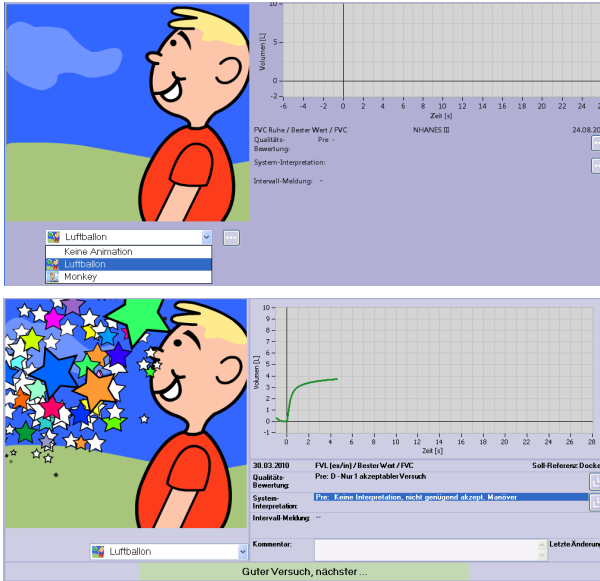 10
5
0
-2
Volumen [L]
-6 -4 -2 0 2 4 6 8 10 12 14 16 18 20 22 24 26
Zeit [s]
FVC Ruhe / Bester Wert / FVC NHANES III 24.08.20
Qualitäts- Pre -
Bewertung:
System-Interpretation:
Intervall-Meldung: -
Luftballon
Keine Animation
Luftballon
Monkey
10
9
8
7
6
5
4
3
2
1
0
-1
Volumen [L]
0 2 4 6 8 10 12 14 16 18 20 22 24 26 28
Zeit [s]
30.03.2010 FVL (ex/in) / Bester Wert / FVC Soll-Referenz: Docke
Qualitäts- Pre: D - Nur 1 akzeptabler Versuch
Bewertung:
System- Pre: Keine Interpretation, nicht genügend akzept. Manöver
Interpretation:
Intervall-Meldung: --
Kommentar: Letzte Änderun
Luftballon
Guter Versuch, nächster ...